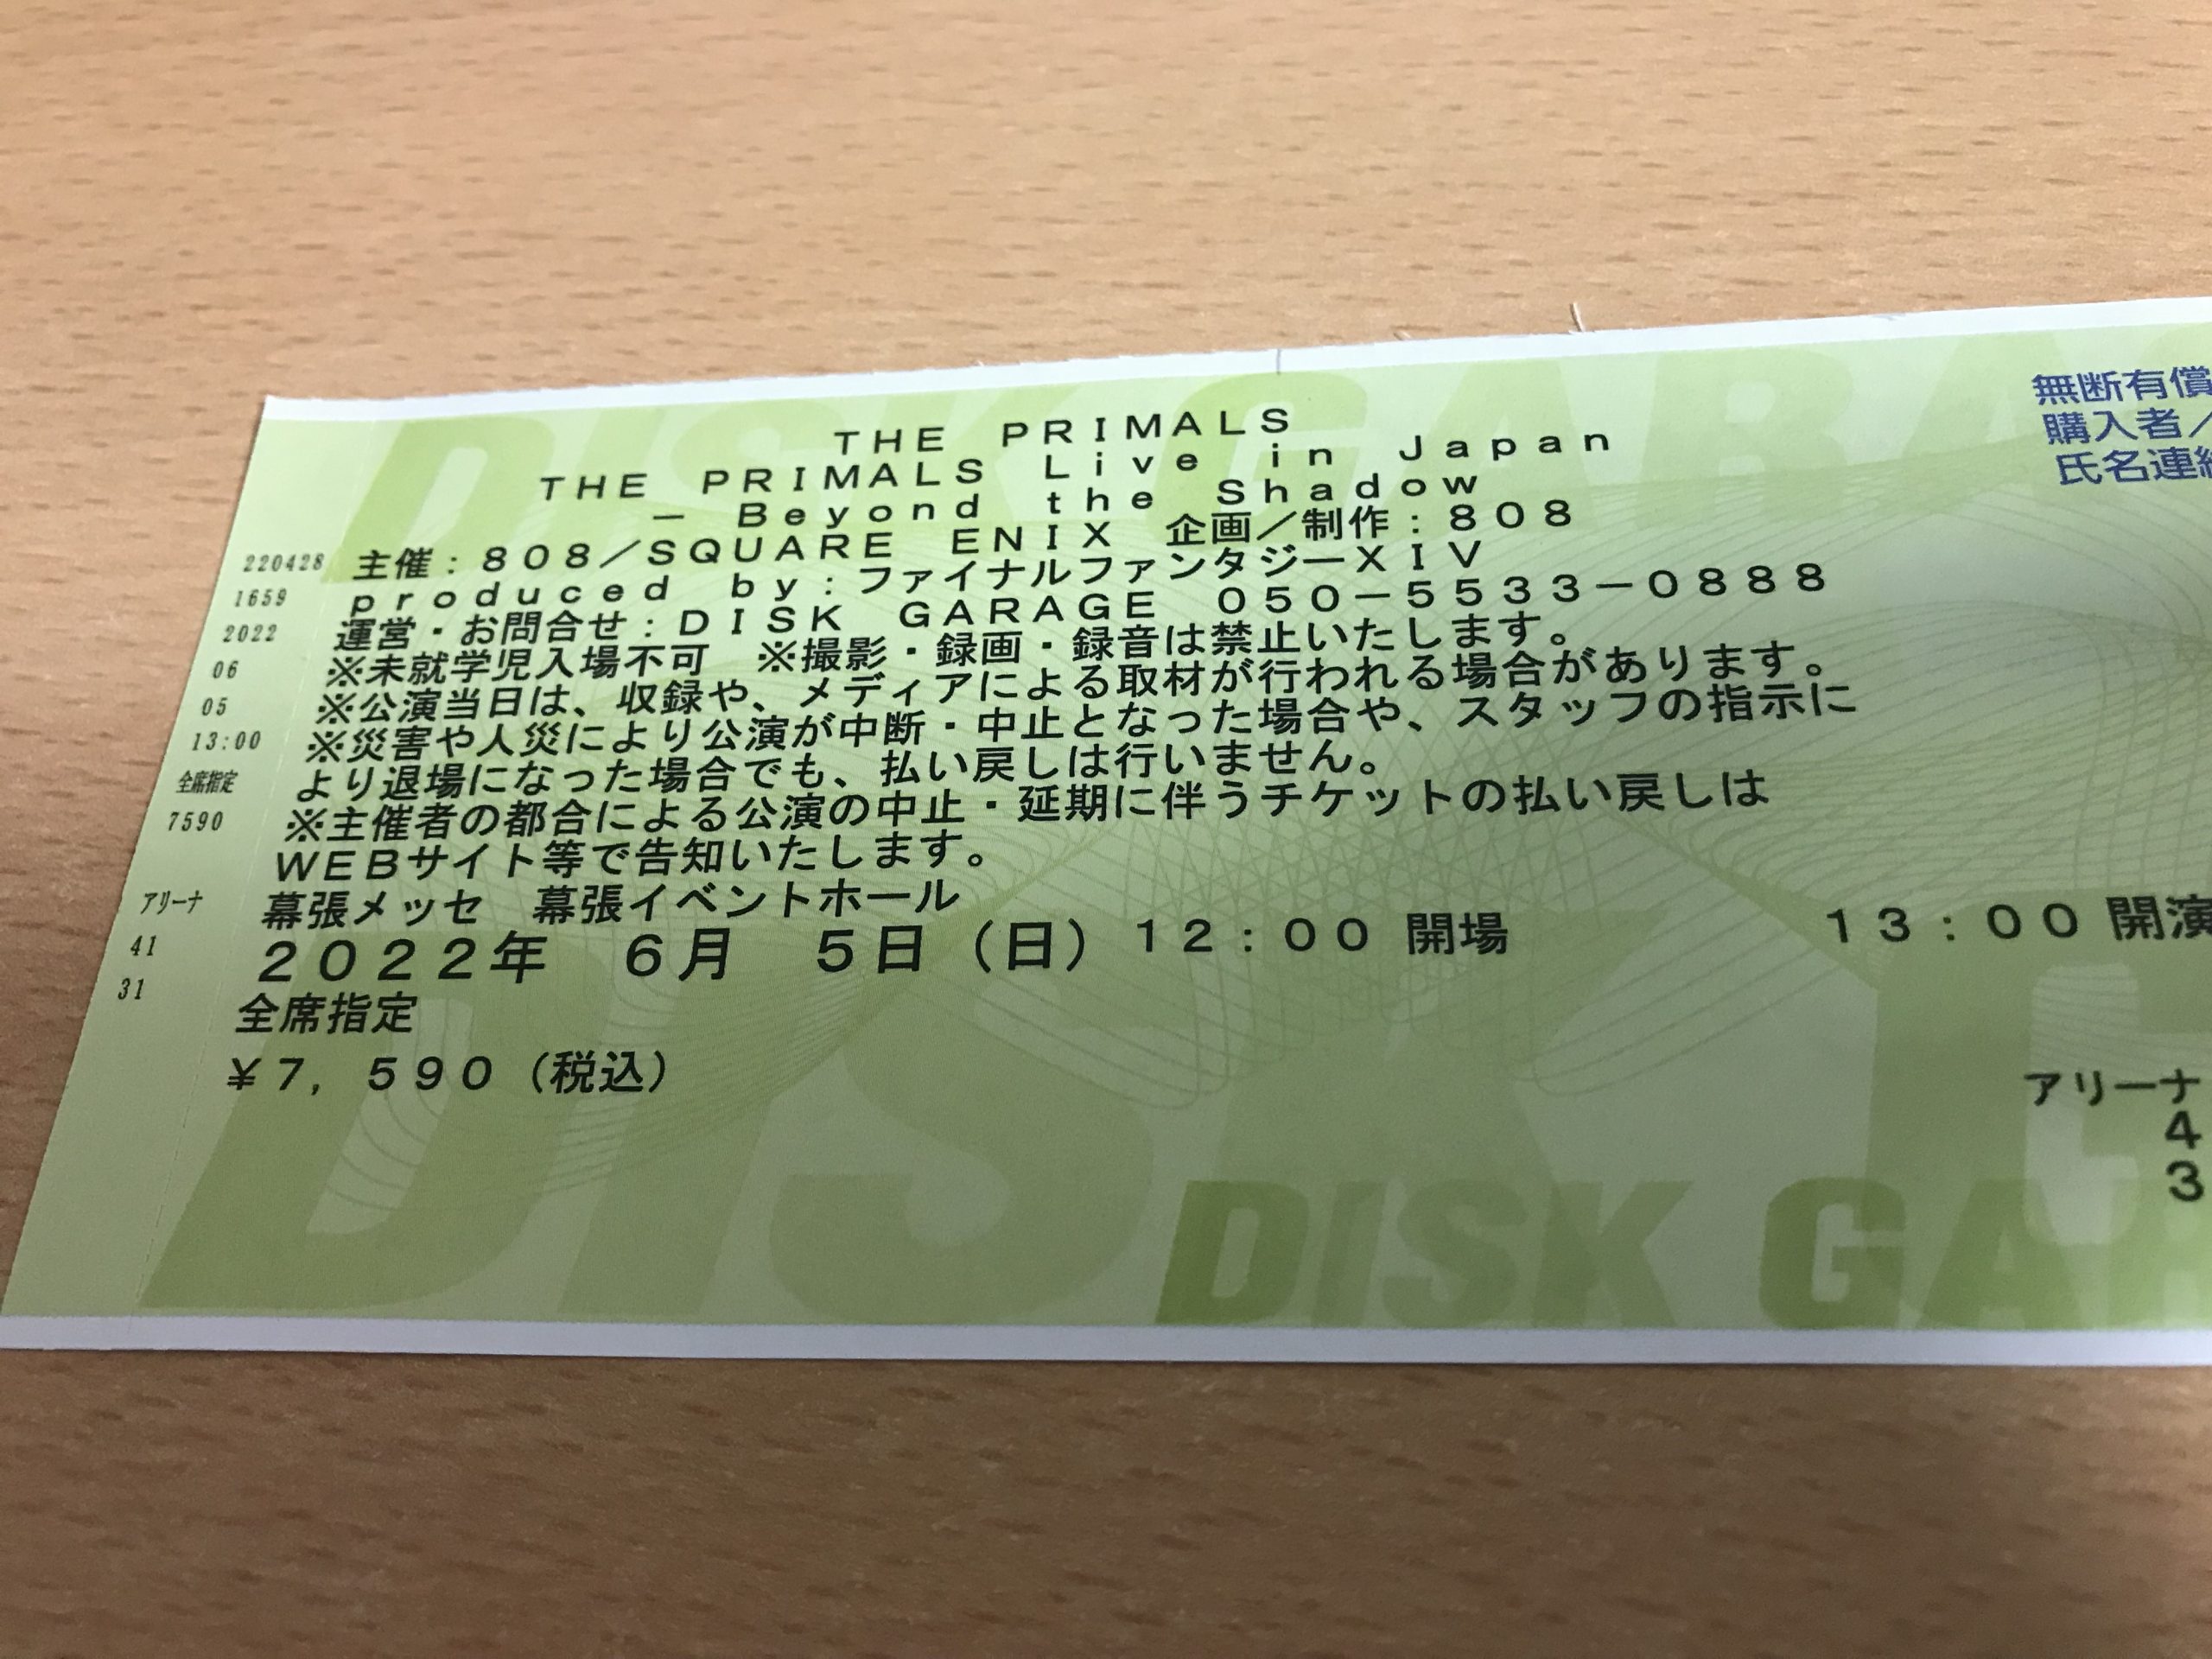 THE PRIMALS
THE PRIMALS Live in Japan
－ Beyond the Shadow
主催：808／SQUARE ENIX 企画／制作：808
produced by：ファイナルファンタジーXIV
運営・お問合せ：DISK GARAGE 050－5533－0888
※未就学児入場不可 ※撮影・録画・録音は禁止いたします。
※公演当日は、収録や、メディアによる取材が行われる場合があります。
※災害や人災により公演が中断・中止となった場合や、スタッフの指示に
より退場になった場合でも、払い戻しは行いません。
※主催者の都合による公演の中止・延期に伴うチケットの払い戻しは
WEBサイト等で告知いたします。
幕張メッセ 幕張イベントホール
2022年 6月 5日（日）12：00 開場 13：00 開演
全席指定
￥7，590（税込）
220428
1659
2022
06
05
13:00
全席指定
7590
アリーナ
41
31
無断有償
購入者／
氏名連絡
アリーナ
4
3
DISK GAR
DISK GARA
DISK G